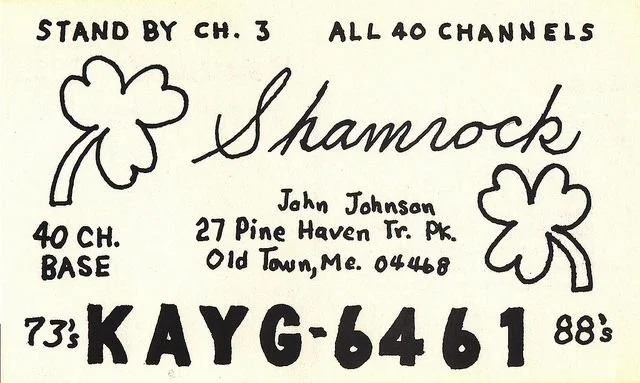 STAND BY CH. 3 ALL 40 CHANNELS
Shamrock
John Johnson
27 Pine Haven Tr. Pk.
Old Town, Me. 04468
40 CH.
BASE
73's KAYG-6461 88's